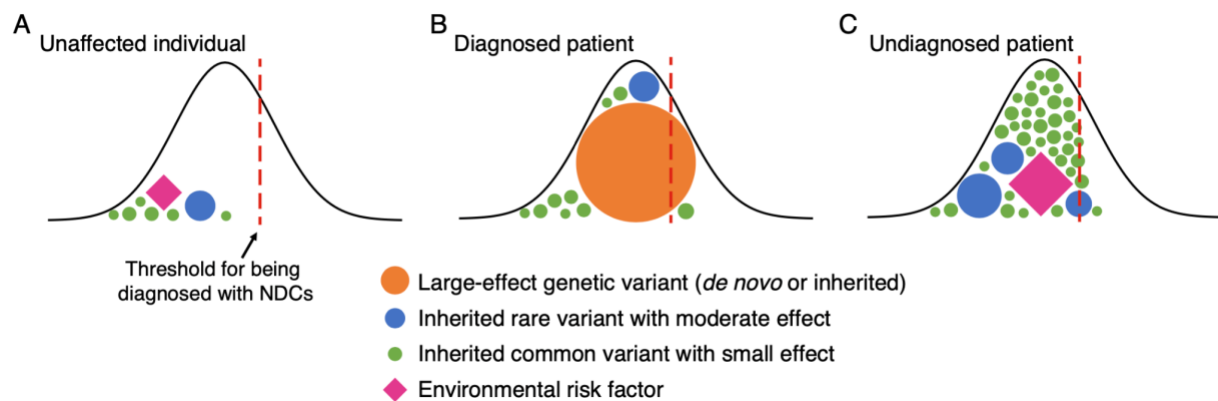 A
Unaffected individual
B
Diagnosed patient
C
Undiagnosed patient
Threshold for being
diagnosed with NDCs
Large-effect genetic variant (de novo or inherited)
Inherited rare variant with moderate effect
Inherited common variant with small effect
Environmental risk factor